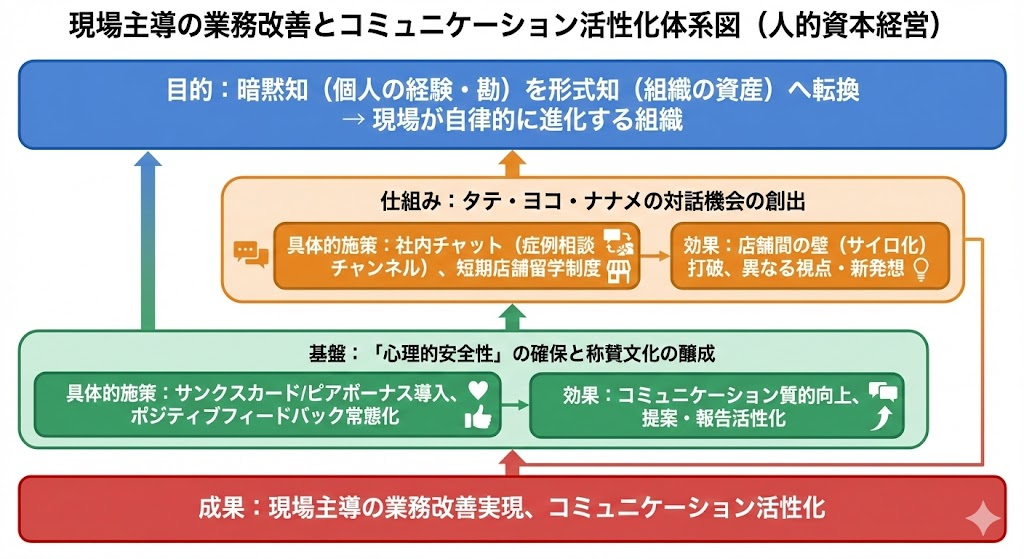 現場主導の業務改善とコミュニケーション活性化体系図（人的資本経営）
目的：暗黙知（個人の経験・勘）を形式知（組織の資産）へ転換
→ 現場が自律的に進化する組織
仕組み：タテ・ヨコ・ナナメの対話機会の創出
具体的施策：社内チャット（症例相談
チャンネル）、短期店舗留学制度
効果：店舗間の壁（サイロ化）
打破、異なる視点・新発想
基盤：「心理的安全性」の確保と称賛文化の醸成
具体的施策：サンクスカード/ピアボーナス導入、
ポジティブフィードバック常態化
効果：コミュニケーション質的向上、
提案・報告活性化
成果：現場主導の業務改善実現、コミュニケーション活性化